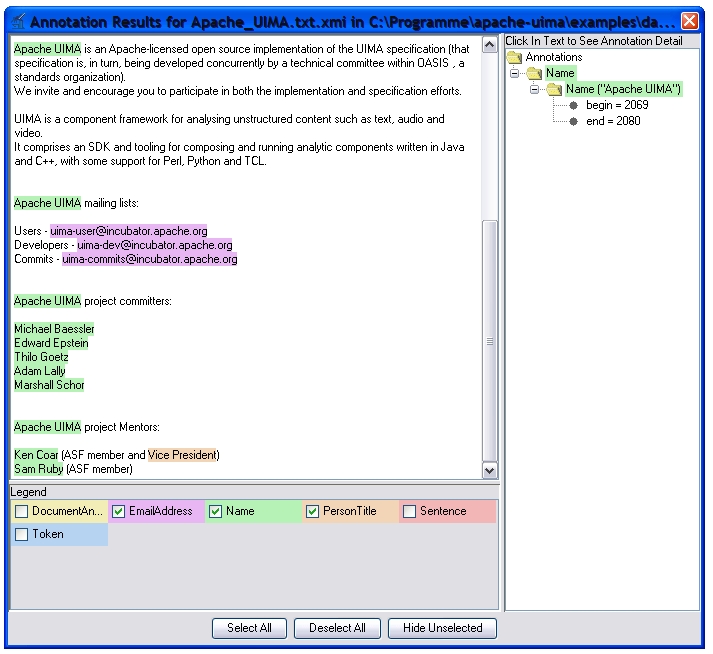 Annotation Results for Apache_UIMA.txt.xmi in C:\Programme\apache-uima\examples\da...
Apache UIMA is an Apache-licensed open source implementation of the UIMA specification (that
specification is, in turn, being developed concurrently by a technical committee within OASIS , a
standards organization).
We invite and encourage you to participate in both the implementation and specification efforts.
UIMA is a component framework for analysing unstructured content such as text, audio and
video.
It comprises an SDK and tooling for composing and running analytic components written in Java
and C++, with some support for Perl, Python and TCL.
Apache UIMA mailing lists:
Users - uima-user@incubator.apache.org
Developers - uima-dev@incubator.apache.org
Commits - uima-commits@incubator.apache.org
Apache UIMA project committers:
Michael Baessler
Edward Epstein
Thilo Goetz
Adam Lally
Marshall Schor
Apache UIMA project Mentors:
Ken Coar (ASF member and Vice President)
Sam Ruby (ASF member)
Click In Text to See Annotation Detail
Annotations
Name
Name ("Apache UIMA")
begin = 2069
end = 2080
Legend
DocumentAn... EmailAddress Name PersonTitle Sentence
Token
Select All Deselect All Hide Unselected